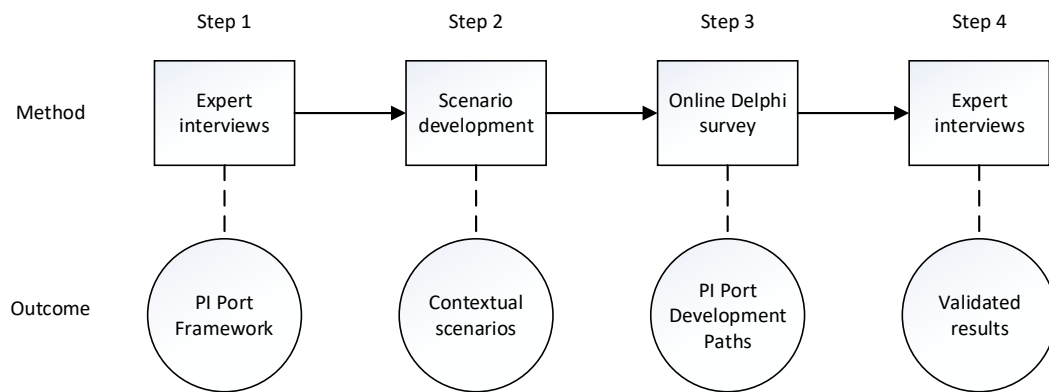 Step 1
Step 2
Step 3
Step 4
Method
Expert
interviews
Scenario
development
Online Delphi
survey
Expert
interviews
Outcome
PI Port
Framework
Contextual
scenarios
PI Port
Development
Paths
Validated
results